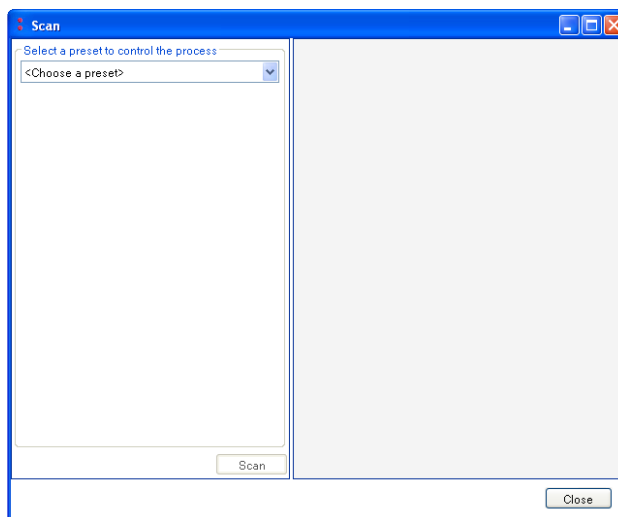 Scan
Select a preset to control the process
<Choose a preset>
Scan
Close